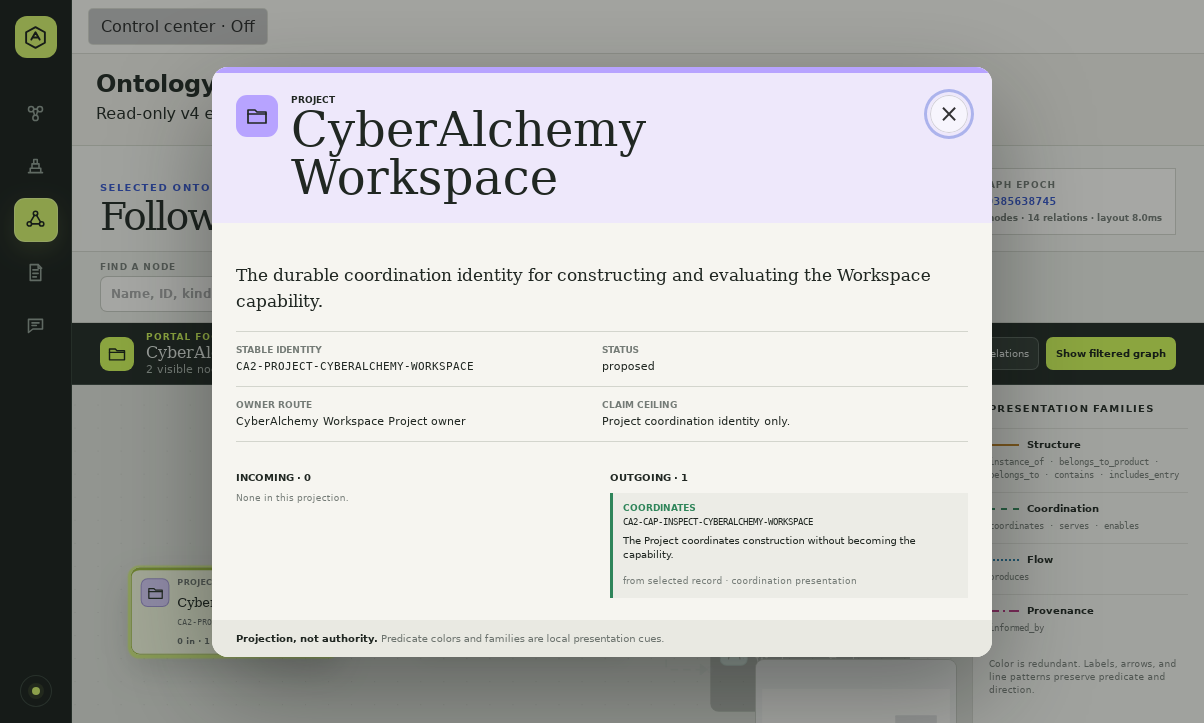 Control center · Off
Ontology
Read-only v4
SELECTED
Follow
GRAPH EPOCH
385638745
nodes · 14 relations · layout 8.0ms
FIND A NODE
Name, ID, kind
PORTAL
2 visible
relations
Show filtered graph
PROJECT
CyberAlchemy
Workspace
The durable coordination identity for constructing and evaluating the Workspace
capability.
STABLE IDENTITY
CA2-PROJECT-CYBERALCHEMY-WORKSPACE
STATUS
proposed
OWNER ROUTE
CyberAlchemy Workspace Project owner
CLAIM CEILING
Project coordination identity only.
INCOMING · 0
None in this projection.
OUTGOING · 1
COORDINATES
CA2-CAP-INSPECT-CYBERALCHEMY-WORKSPACE
The Project coordinates construction without becoming the
capability.
from selected record · coordination presentation
Projection, not authority. Predicate colors and families are local presentation cues.
PRESENTATION FAMILIES
Structure
instance_of · belongs_to_product ·
belongs_to · contains · includes_entry
Coordination
coordinates · serves · enables
Flow
produces
Provenance
informed_by
Color is redundant. Labels, arrows, and
line patterns preserve predicate and
direction.
PROJECT
Cyber
CA2-PRO
0 in · 1